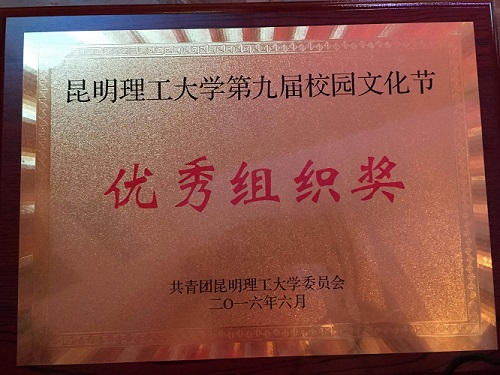 昆明理工大学第九届校园文化节
优秀组织奖
共青团昆明理工大学委员会
二〇一六年六月